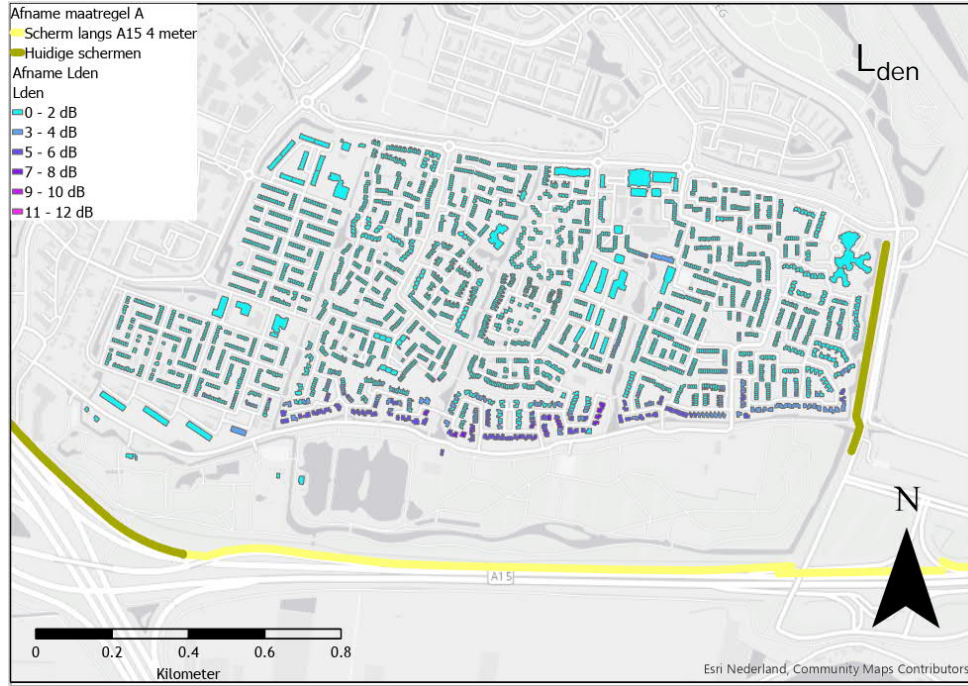 Afname maatregel A
Scherm langs A15 4 meter
Huidige schermen
Afname Lden
Lden
0 - 2 dB
3 - 4 dB
5 - 6 dB
7 - 8 dB
9 - 10 dB
11 - 12 dB
Lden
N
A15
0 0.2 0.4 0.6 0.8
Kilometer
Esri Nederland, Community Maps Contributors